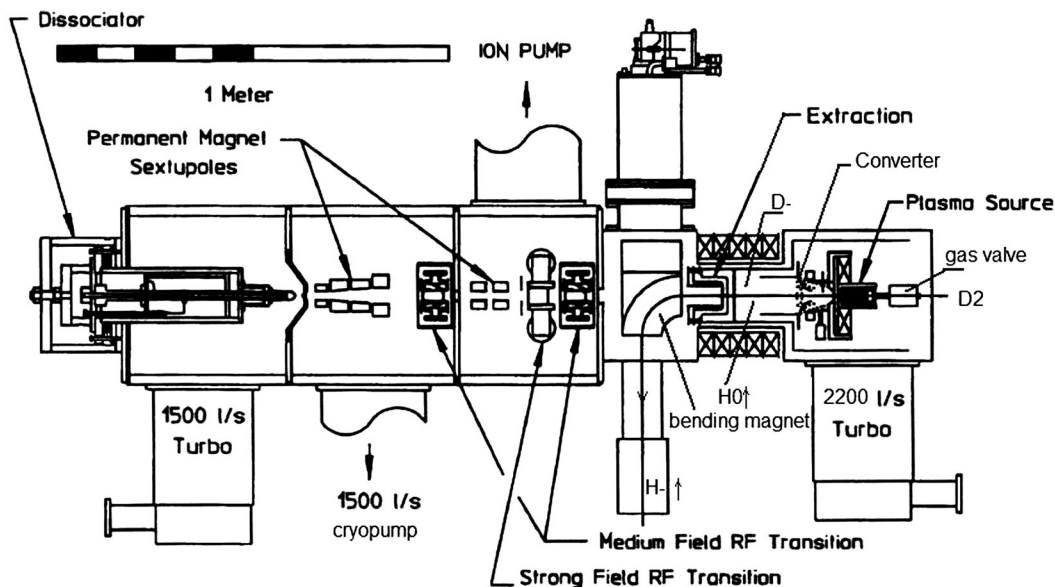 Dissociator
1 Meter
ION PUMP
Permanent Magnet
Sextupoles
Extraction
Converter
D-
Plasma Source
gas valve
D2
H0↑
bending magnet
1500 l/s
Turbo
2200 l/s
Turbo
1500 l/s
cryopump
H- ↑
Medium Field RF Transition
Strong Field RF Transition